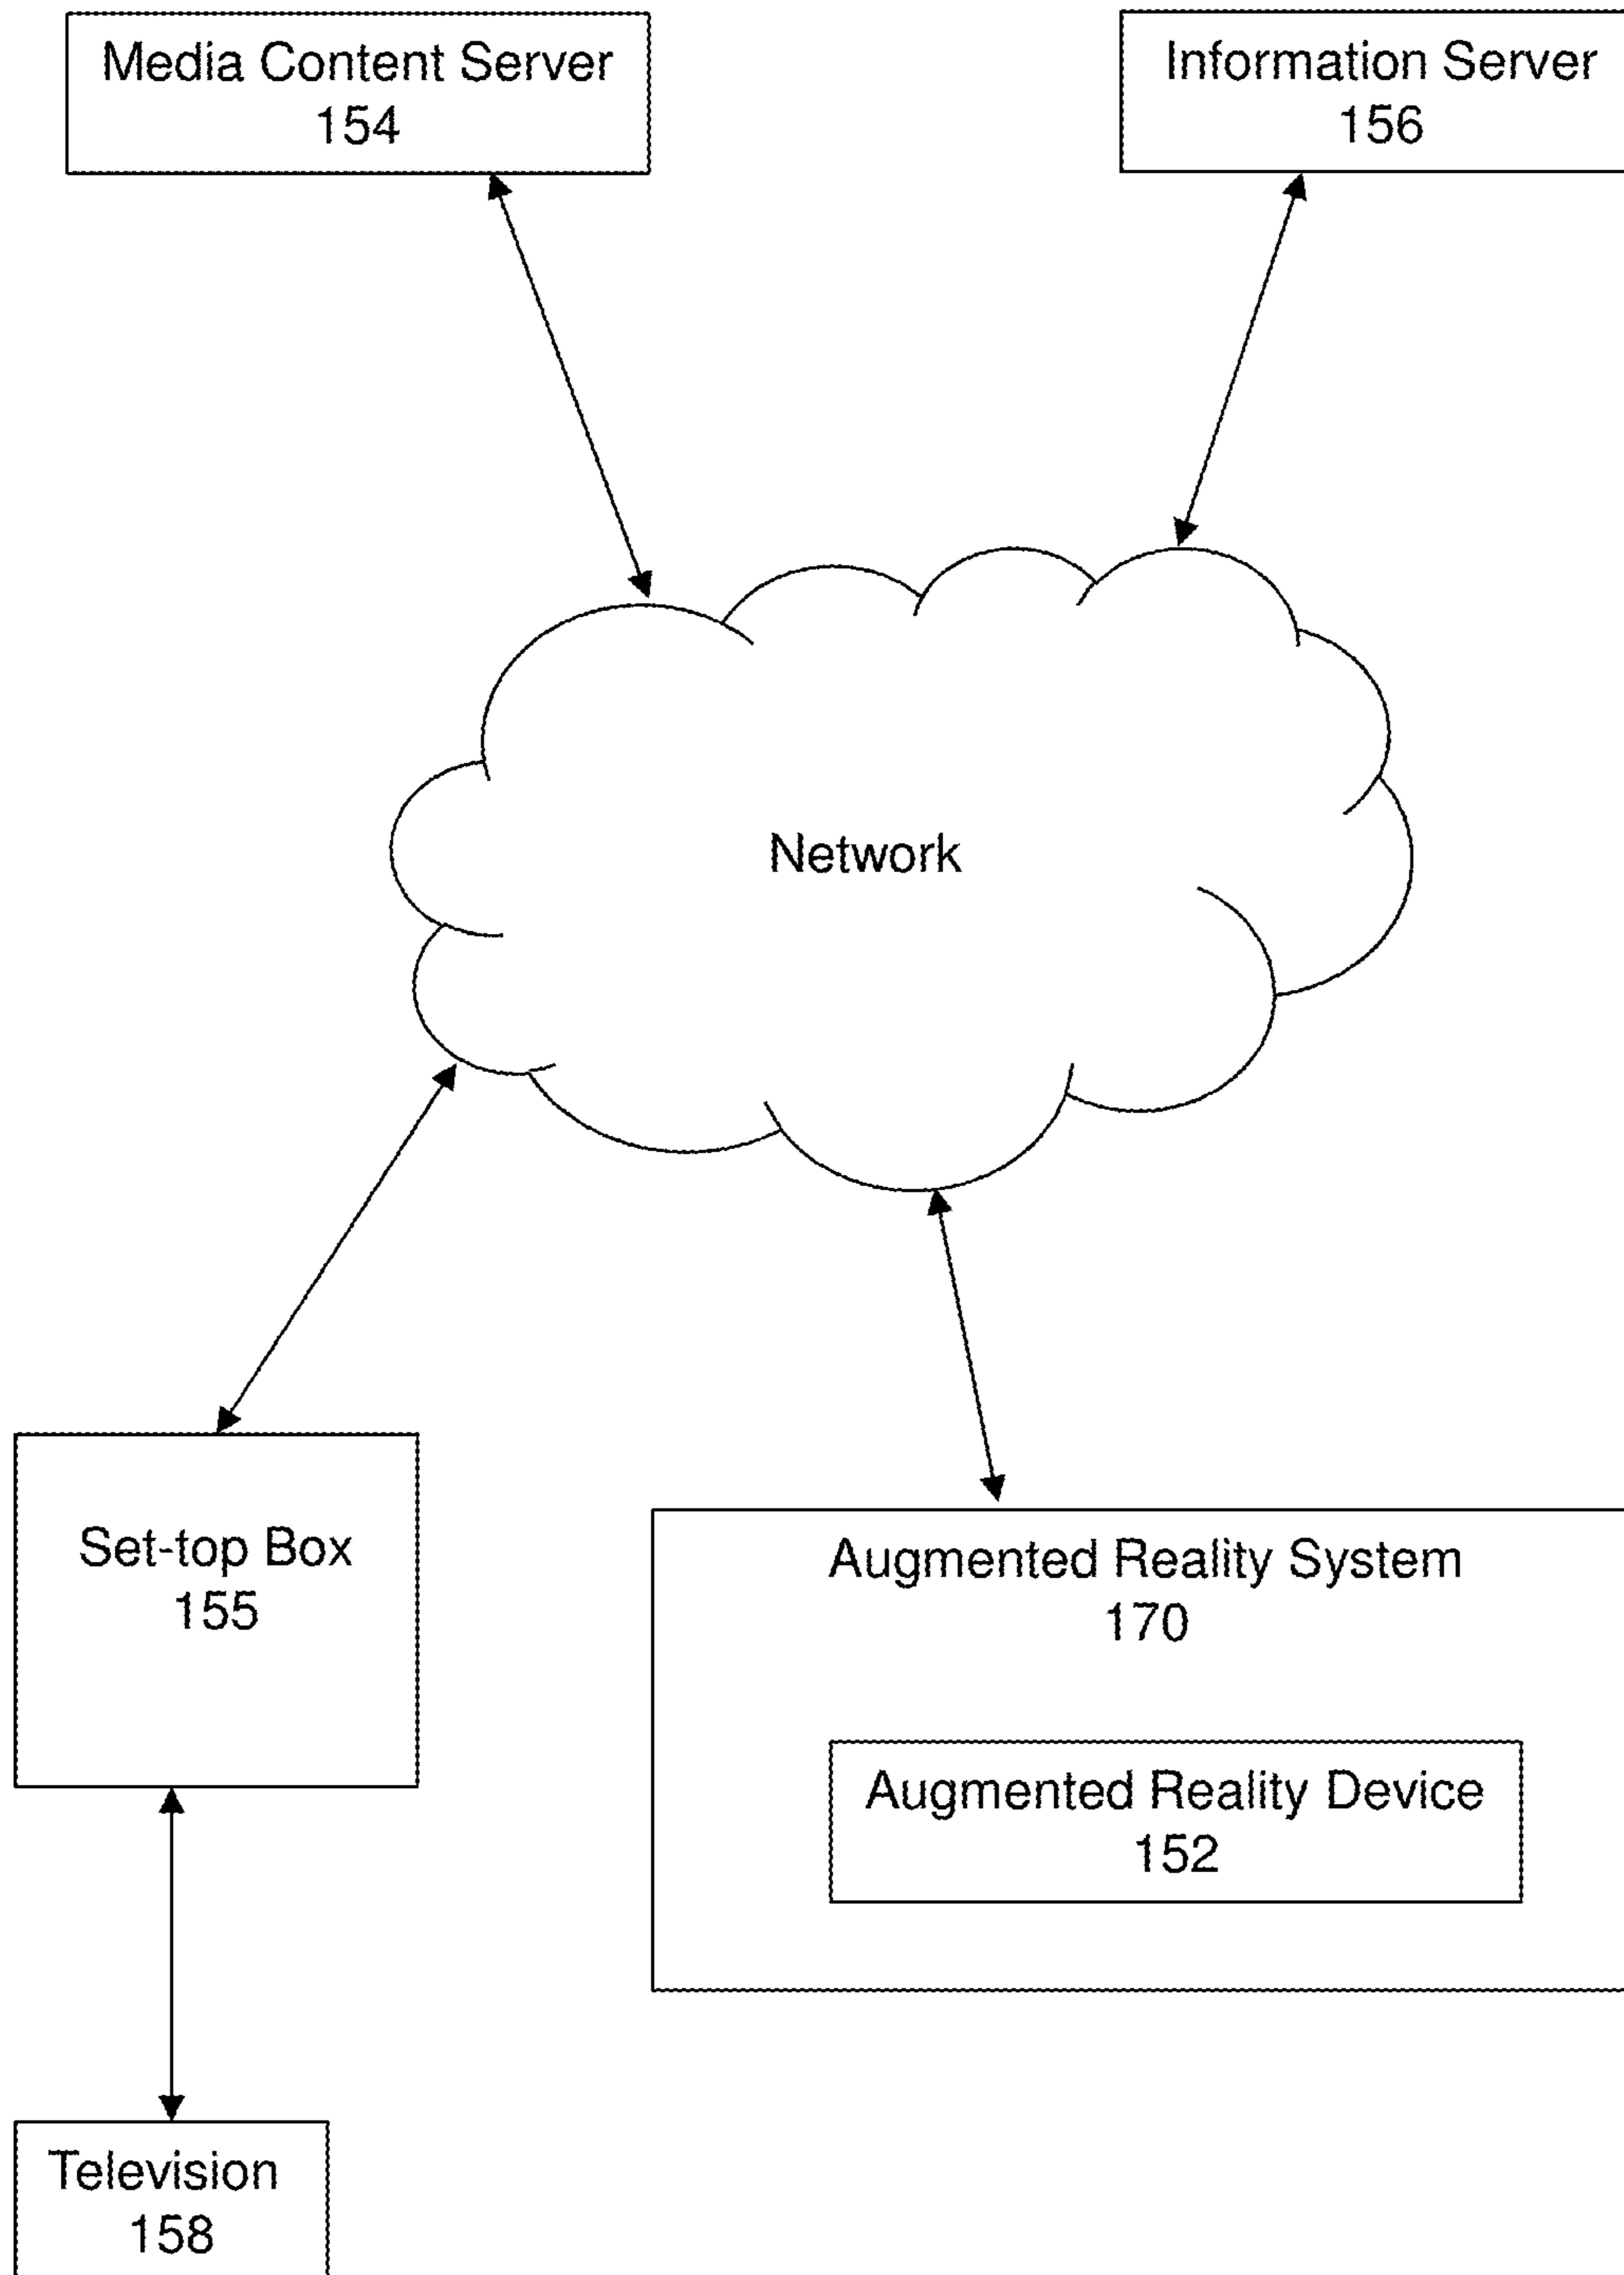 Media Content Server
154
Information Server
156
Network
Set-top Box
155
Augmented Reality System
170
Augmented Reality Device
152
Television
158